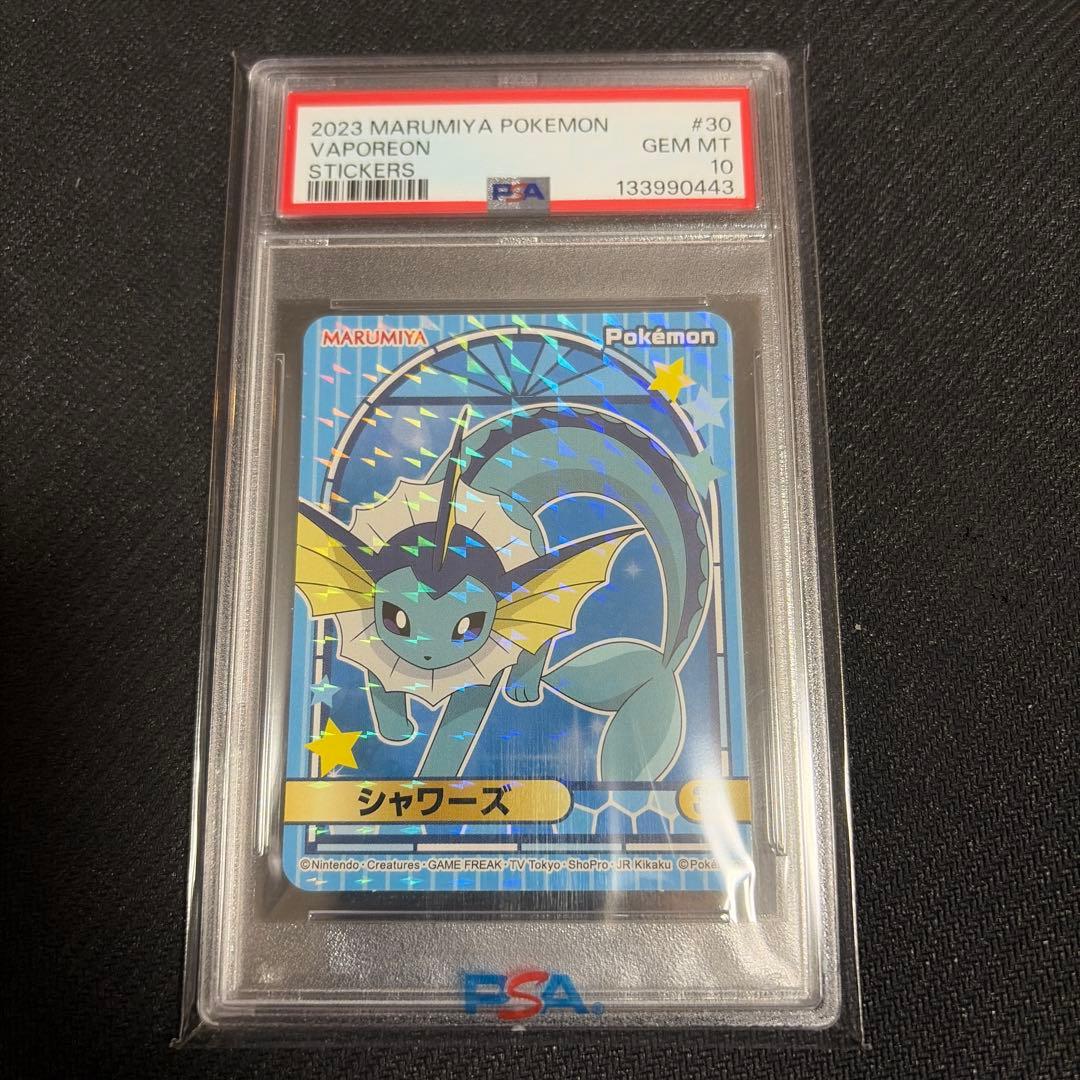 2023 MARUMIYA POKEMON #30
VAPOREON GEM MT
STICKERS 10
PSA 133990443
MARUMIYA Pokémon
シャワーズ
©Nintendo・Creatures・GAME FREAK・TV Tokyo・ShoPro・JR Kikaku
PSA®